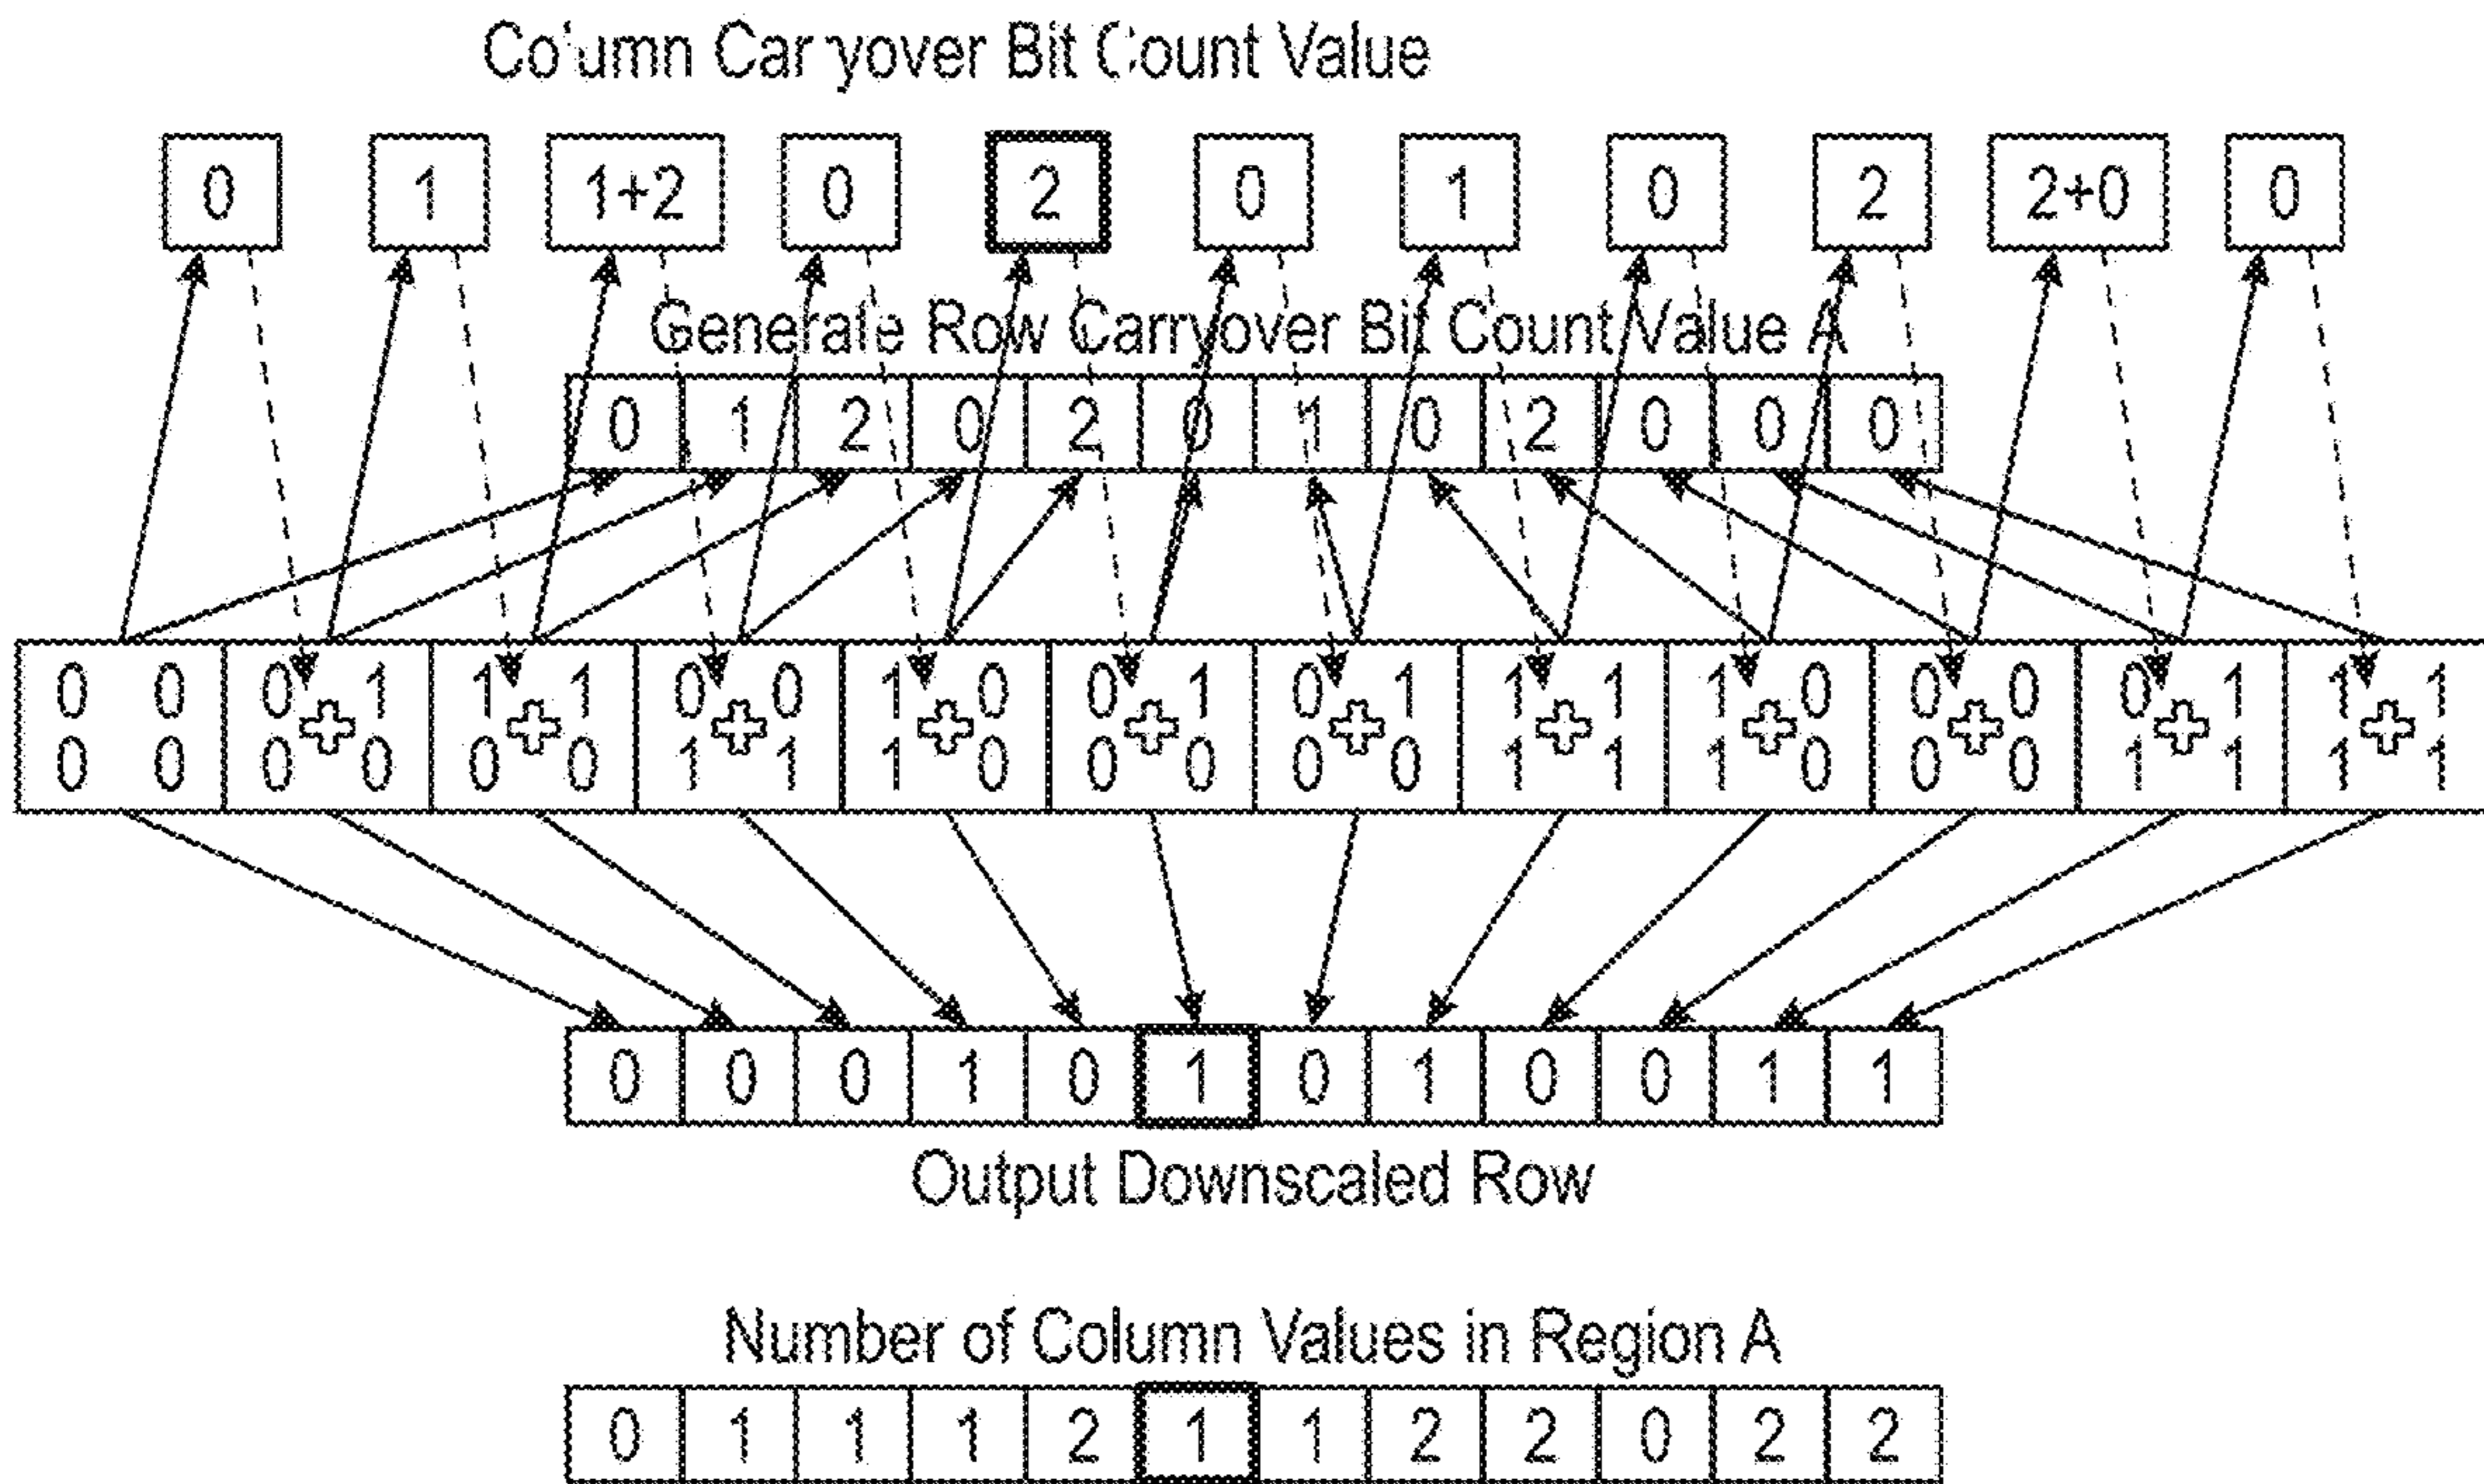 Column Carryover Bit Count Value
0 1 1+2 0 2 0 1 0 2 2+0 0
Generate Row Carryover Bit Count Value A
0 1 2 0 2 0 1 0 2 0 0 0
0 0 0 1 1 1 0 0 1 0 0 1 0 1 1 1 1 0 0 0 0 1 1 1
0 0 0 0 0 0 1 1 1 0 0 0 0 0 1 1 1 0 0 0 1 1 1 1
0 0 0 1 0 1 0 1 0 0 1 1
Output Downscaled Row
Number of Column Values in Region A
0 1 1 1 2 1 1 2 2 0 2 2